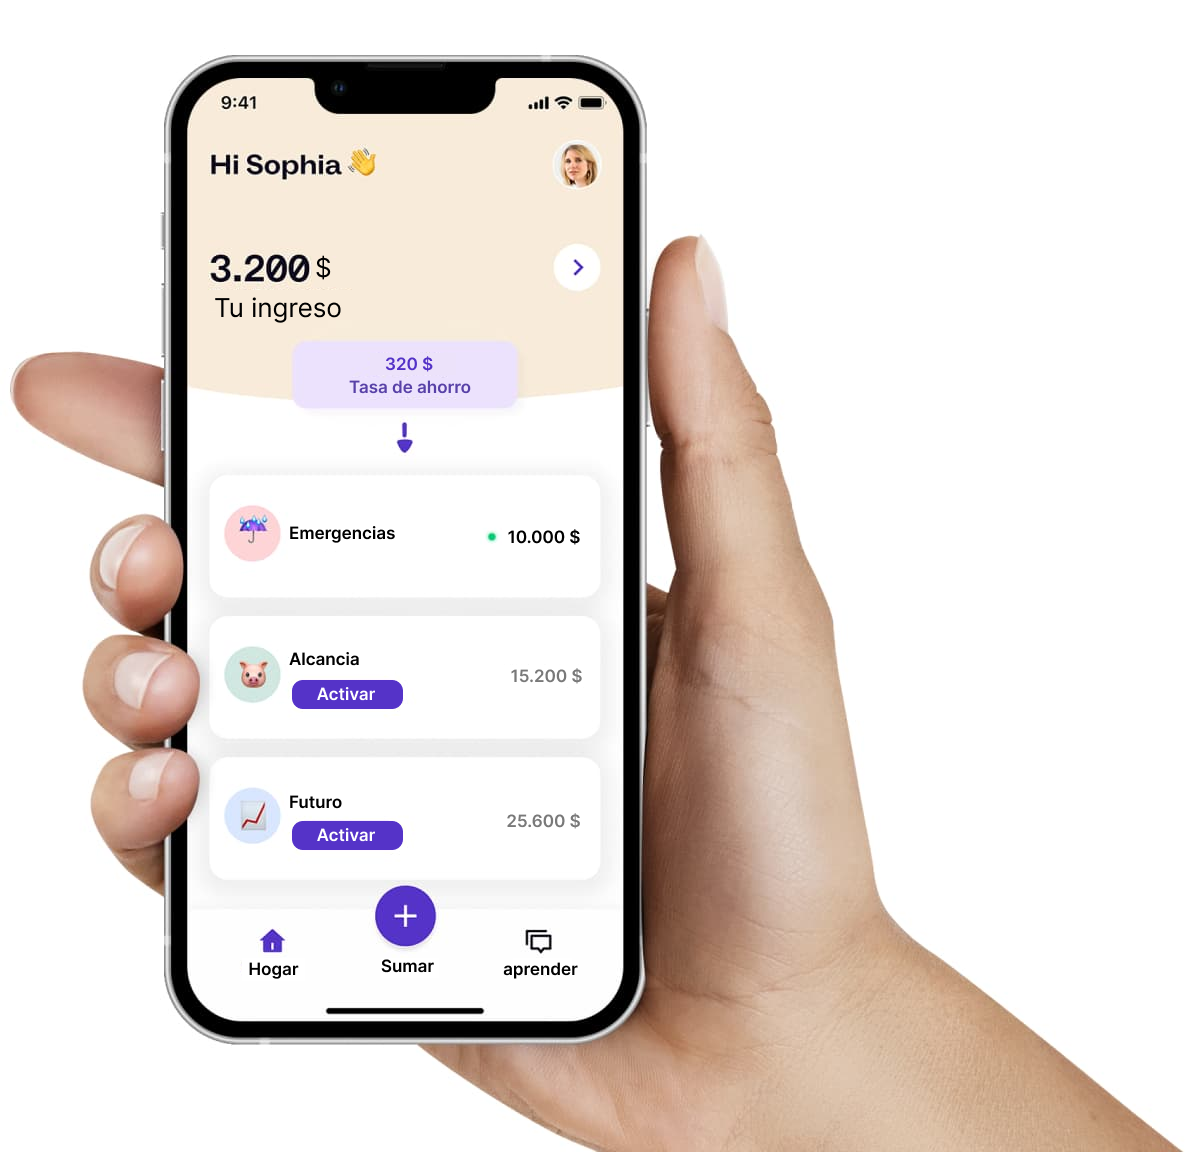 9:41
Hi Sophia 👋
3.200 $
Tu ingreso
320 $
Tasa de ahorro
Emergencias
10.000 $
Alcancia
15.200 $
Activar
Futuro
25.600 $
Activar
Hogar
Sumar
aprender